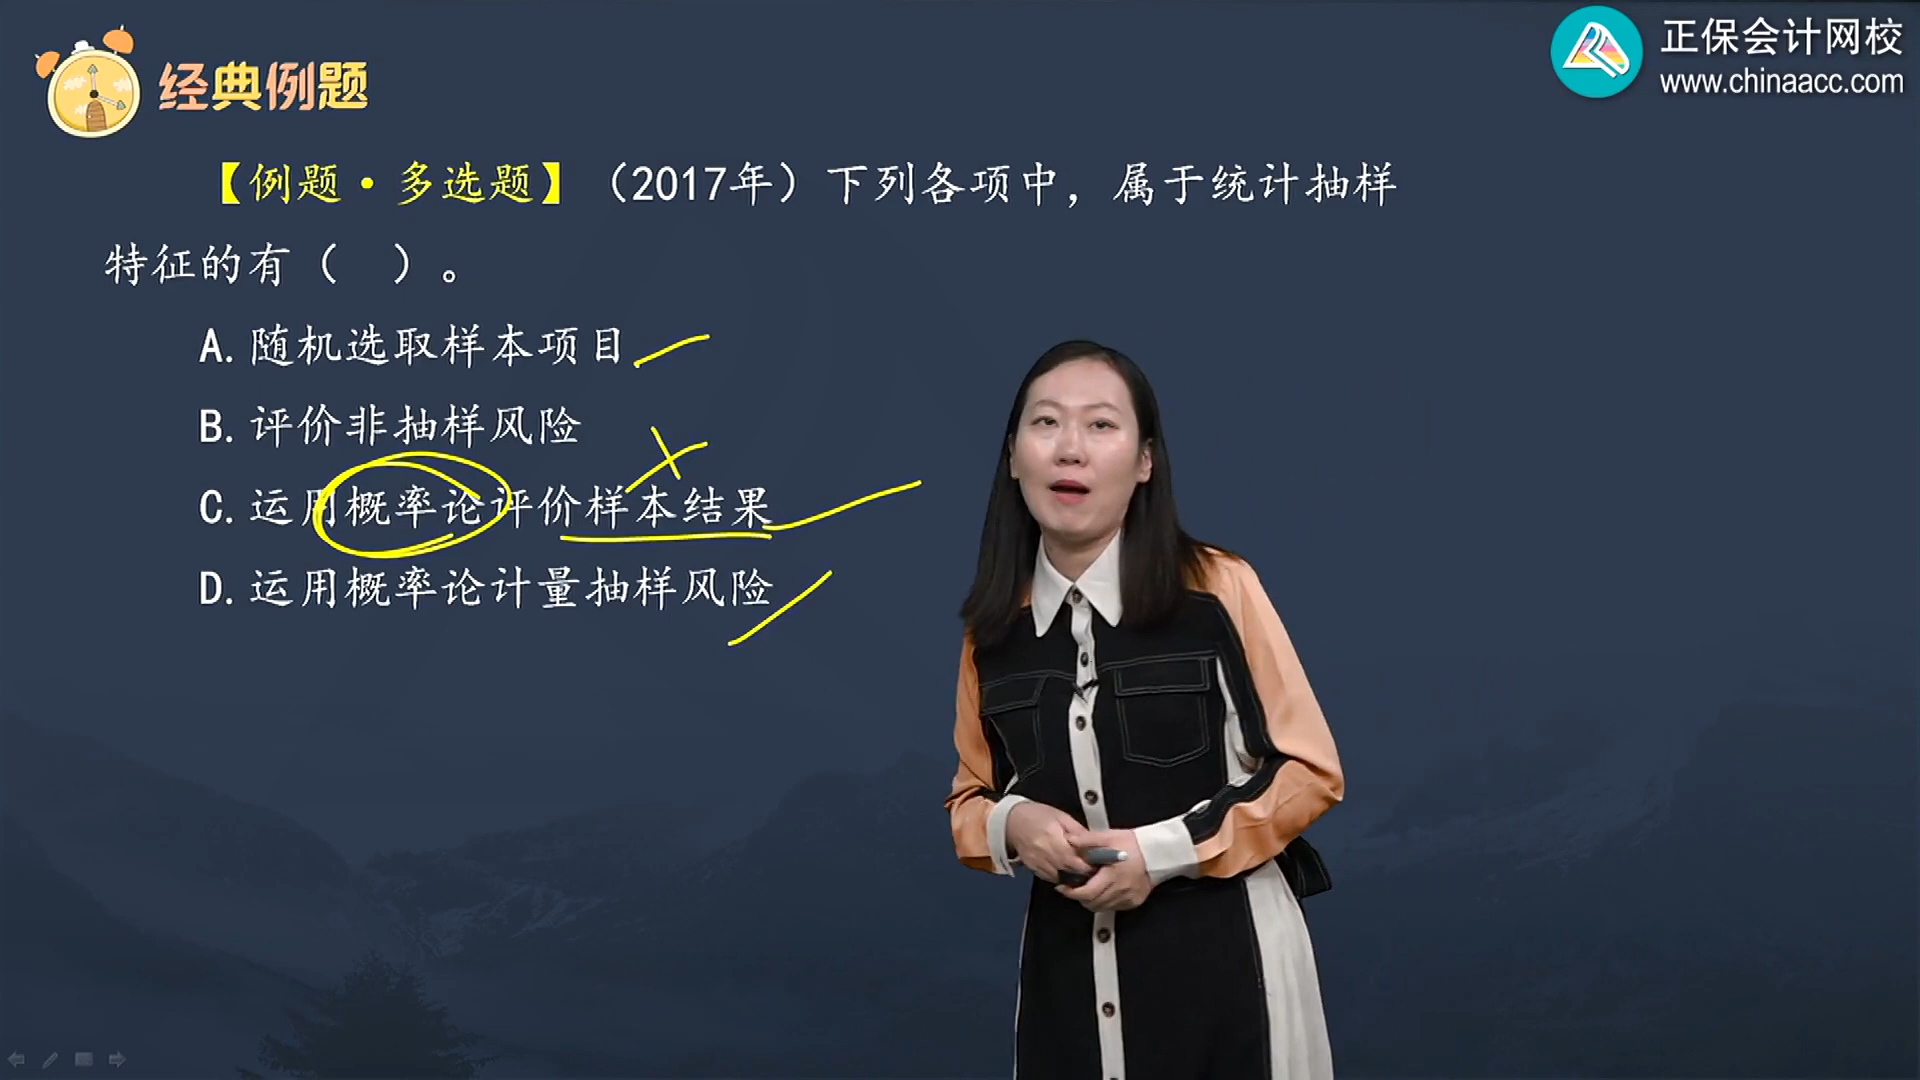 正保会计网校
www.chinaacc.com
经典例题
【例题·多选题】（2017年）下列各项中，属于统计抽样
特征的有（　）。
A.随机选取样本项目
B.评价非抽样风险
C.运用概率论评价样本结果
D.运用概率论计量抽样风险